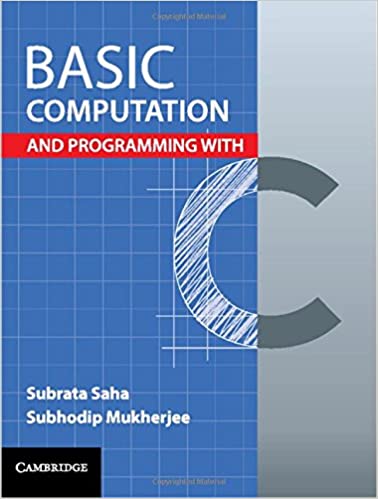 BASIC
COMPUTATION
AND PROGRAMMING WITH
C
Subrata Saha
Subhodip Mukherjee
CAMBRIDGE